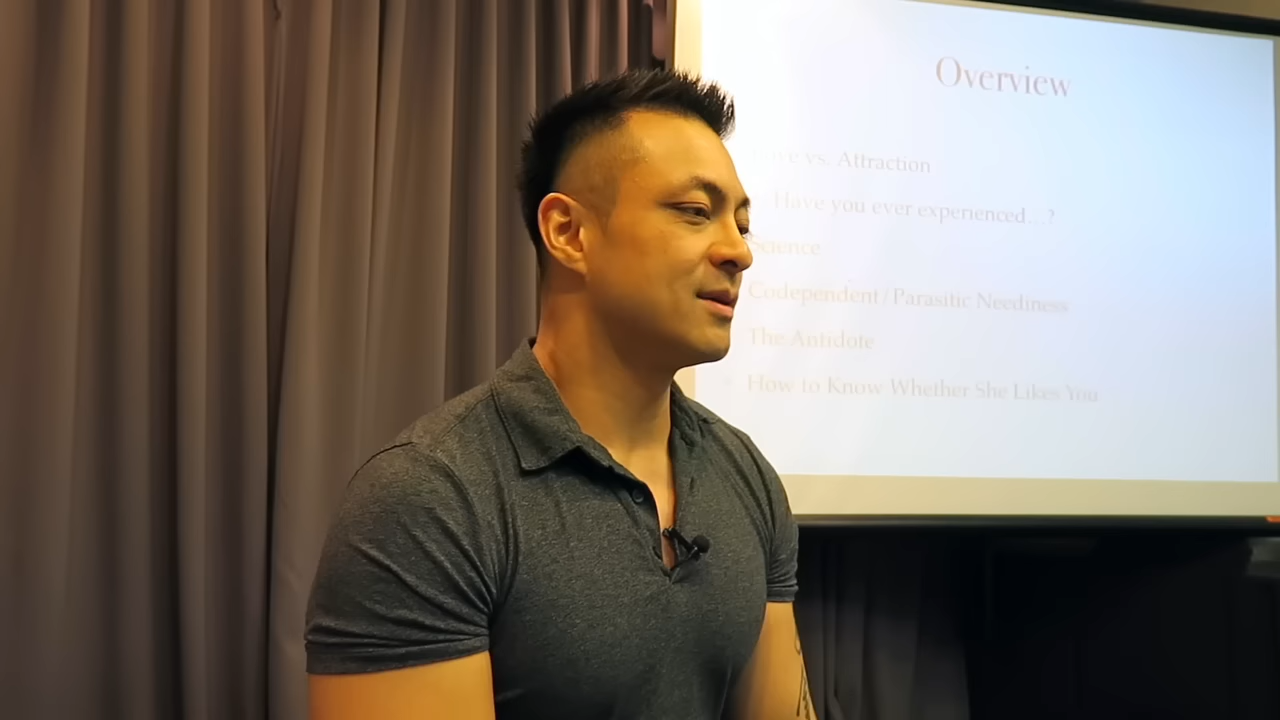 Overview
Love vs. Attraction
Have you ever experienced...?
Science
Codependent/Parasitic Neediness
The Antidote
How to Know Whether She Likes You